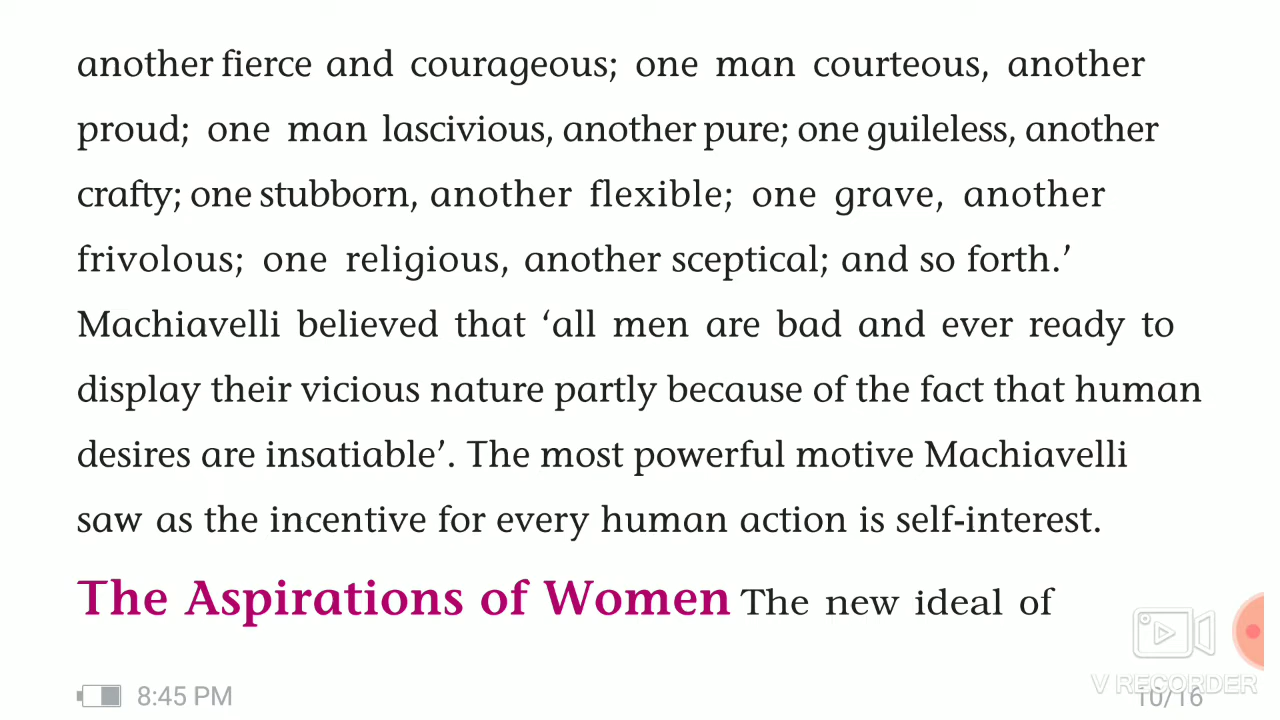 another fierce and courageous; one man courteous, another
proud; one man lascivious, another pure; one guileless, another
crafty; one stubborn, another flexible; one grave, another
frivolous; one religious, another sceptical; and so forth.’
Machiavelli believed that ‘all men are bad and ever ready to
display their vicious nature partly because of the fact that human
desires are insatiable’. The most powerful motive Machiavelli
saw as the incentive for every human action is self-interest.
The Aspirations of Women The new ideal of
V RECORDER
8:45 PM 10/16